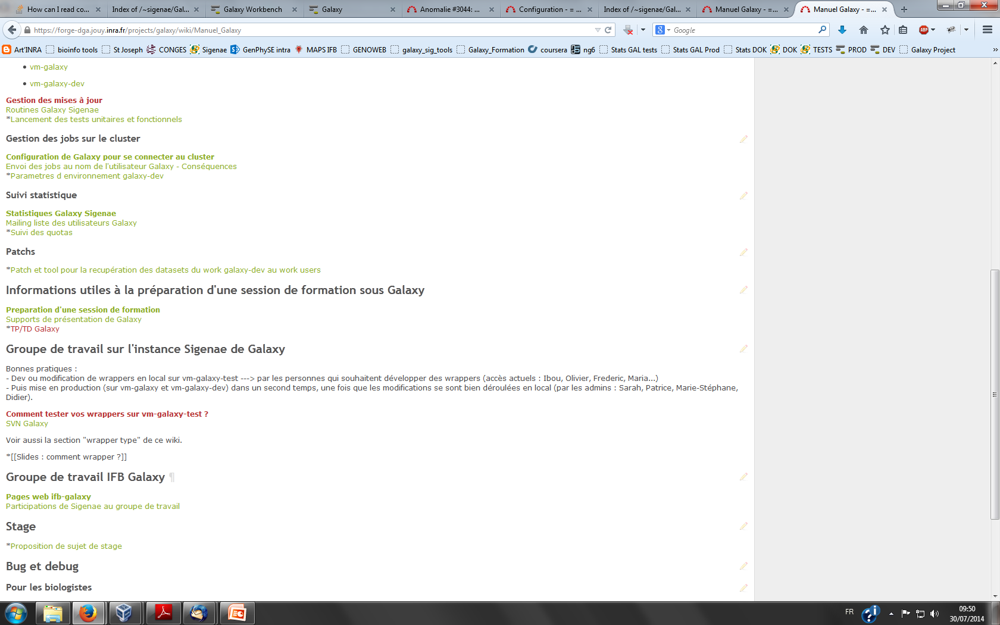 How can I read co...
Index of /~sigenae/Gal...
Galaxy Workbench
Galaxy
Anomalie #3044: ...
Configuration - = ...
Index of /~sigenae/Gal...
Manuel Galaxy - =...
Manuel Galaxy - =...
https://forge-dga.jouy.inra.fr/projects/galaxy/wiki/Manuel_Galaxy
Google
Art'INRA bioinfo tools St Joseph CONGES Sigenae GenPhySE intra MAPS IFB GENOWEB galaxy_sig_tools Galaxy_Formation coursera ng6 Stats GAL tests Stats GAL Prod Stats DOK DOK TESTS PROD DEV Galaxy Project »
• vm-galaxy
• vm-galaxy-dev
Gestion des mises à jour
Routines Galaxy Sigenae
*Lancement des tests unitaires et fonctionnels
Gestion des jobs sur le cluster
Configuration de Galaxy pour se connecter au cluster
Envoi des jobs au nom de l'utilisateur Galaxy - Conséquences
*Parametres d environnement galaxy-dev
Suivi statistique
Statistiques Galaxy Sigenae
Mailing liste des utilisateurs Galaxy
*Suivi des quotas
Patchs
*Patch et tool pour la recupération des datasets du work galaxy-dev au work users
Informations utiles à la préparation d'une session de formation sous Galaxy
Preparation d'une session de formation
Supports de présentation de Galaxy
*TP/TD Galaxy
Groupe de travail sur l'instance Sigenae de Galaxy
Bonnes pratiques :
- Dev ou modification de wrappers en local sur vm-galaxy-test ---> par les personnes qui souhaitent développer des wrappers (accès actuels : Ibou, Olivier, Frederic, Maria...)
- Puis mise en production (sur vm-galaxy et vm-galaxy-dev) dans un second temps, une fois que les modifications se sont bien déroulées en local (par les admins : Sarah, Patrice, Marie-Stéphane,
Didier).
Comment tester vos wrappers sur vm-galaxy-test ?
SVN Galaxy
Voir aussi la section "wrapper type" de ce wiki.
*[[Slides : comment wrapper ?]]
Groupe de travail IFB Galaxy ¶
Pages web ifb-galaxy
Participations de Sigenae au groupe de travail
Stage
*Proposition de sujet de stage
Bug et debug
Pour les biologistes
FR
09:50
30/07/2014